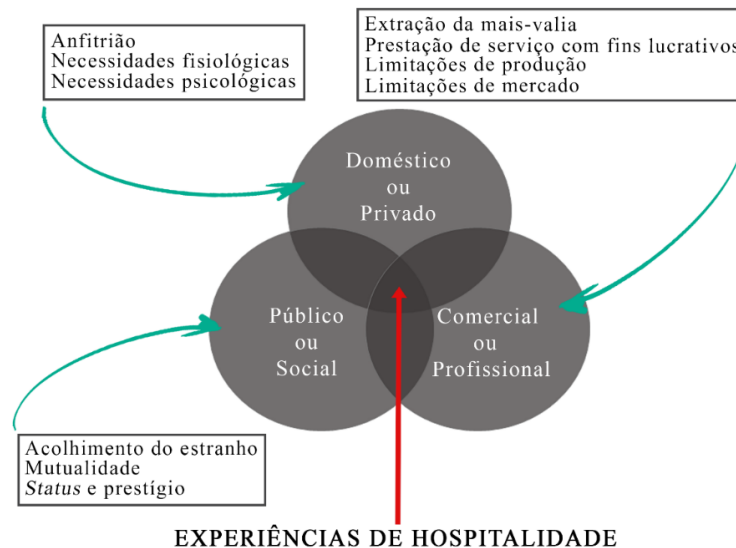 Anfitrião
Necessidades fisiológicas
Necessidades psicológicas
Extração da mais-valia
Prestação de serviço com fins lucrativos
Limitações de produção
Limitações de mercado
Doméstico
ou
Privado
Público
ou
Social
Comercial
ou
Profissional
Acolhimento do estranho
Mutualidade
Status e prestígio
EXPERIÊNCIAS DE HOSPITALIDADE